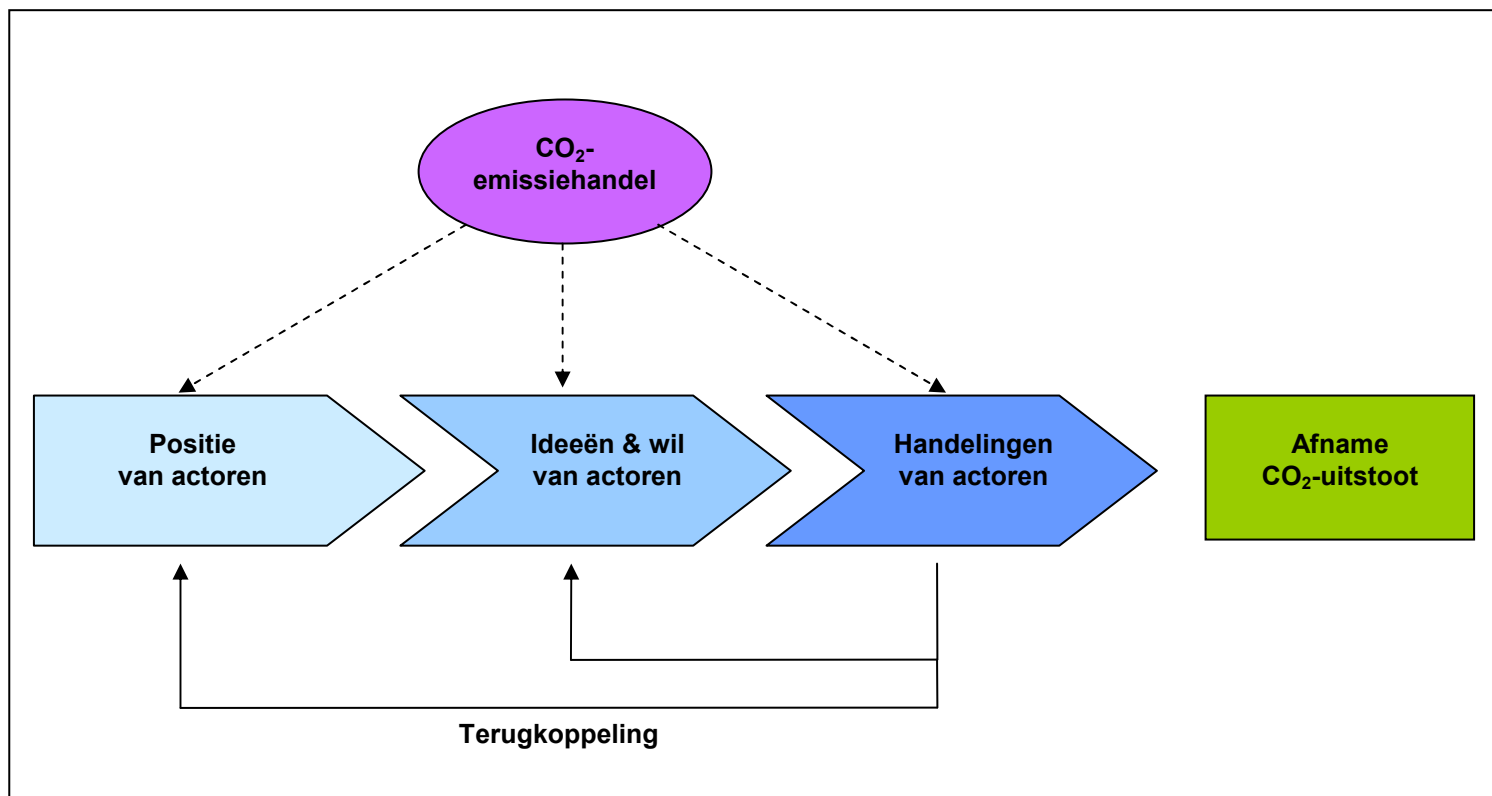 CO₂-
emissiehandel
Positie
van actoren
Ideeën & wil
van actoren
Handelingen
van actoren
Afname
CO₂-uitstoot
Terugkoppeling